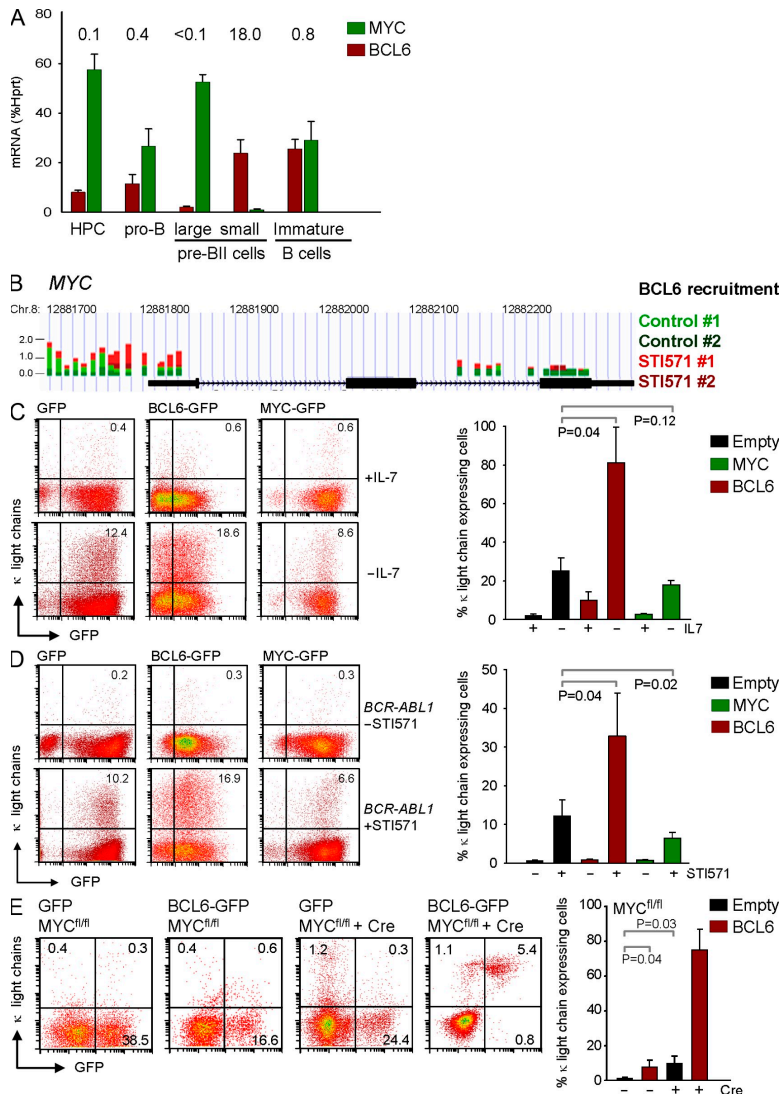 A
0.1 0.4 <0.1 18.0 0.8
MYC
BCL6
mRNA (%Hprt)
80
60
40
20
0
HPC pro-B large small Immature
pre-BII cells B cells
B MYC
BCL6 recruitment
Chr.8: 12881700 12881800 12881900 12882000 12882100 12882200
Control #1
Control #2
STI571 #1
STI571 #2
2.0
1.0
0.0
C
GFP BCL6-GFP MYC-GFP
0.4 0.6 0.6
+IL-7
12.4 18.6 8.6
–IL-7
κ light chains
GFP
% κ light chain expressing cells
100
80
60
40
20
0
P=0.12
P=0.04
Empty
MYC
BCL6
+ – + – + – IL7
D
GFP BCL6-GFP MYC-GFP
0.2 0.3 0.3
BCR-ABL1
–STI571
10.2 16.9 6.6
BCR-ABL1
+STI571
κ light chains
GFP
% κ light chain expressing cells
50
40
30
20
10
0
P=0.04 P=0.02
Empty
MYC
BCL6
– + – + – + STI571
E
GFP BCL6-GFP GFP BCL6-GFP
MYCfl/fl MYCfl/fl MYCfl/fl + Cre MYCfl/fl + Cre
0.4 0.3 0.4 0.6 1.2 0.3 1.1 5.4
38.5 16.6 24.4 0.8
κ light chains
GFP
% κ light chain expressing cells
100
80
60
40
20
0
MYCfl/fl
P=0.03
P=0.04
Empty
BCL6
– – + + Cre